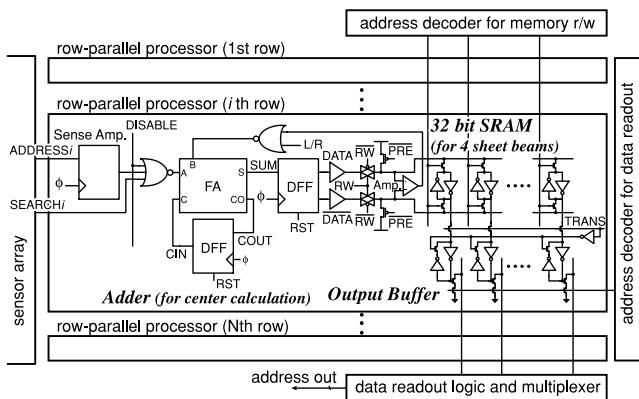 address decoder for memory r/w
row-parallel processor (1st row)
row-parallel processor (i th row)
sensor array
ADDRESSi
SEARCHi
Sense Amp.
DISABLE
ϕ
A
B
C
S
CO
FA
L/R
SUM
DFF
ϕ
RST
DATA
DATA
RW
RW
RW
PRE
PRE
Amp.
32 bit SRAM
(for 4 sheet beams)
TRANS
CIN
DFF
COUT
ϕ
RST
Adder (for center calculation)
Output Buffer
address decoder for data readout
row-parallel processor (Nth row)
address out
data readout logic and multiplexer